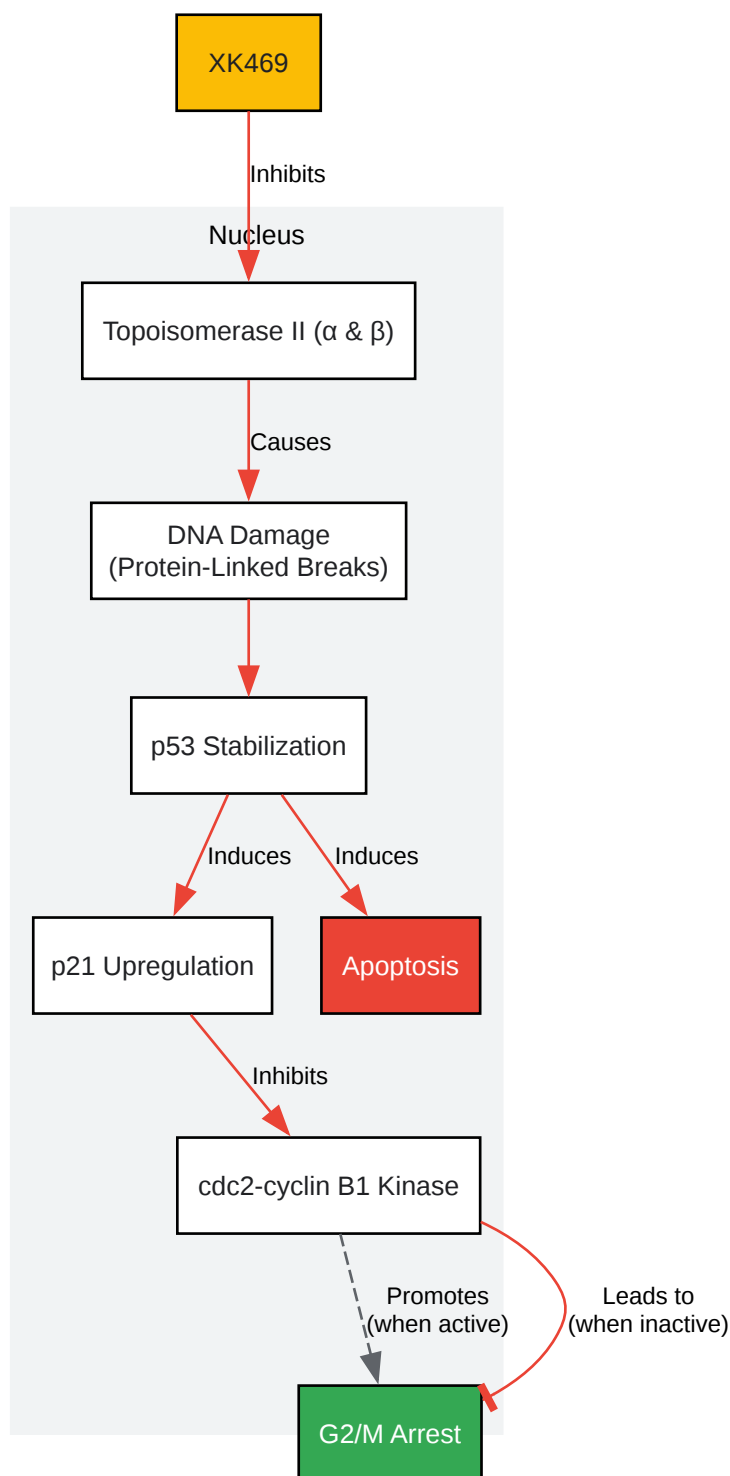 XK469
Inhibits
Nucleus
Topoisomerase II (α & β)
Causes
DNA Damage
(Protein-Linked Breaks)
p53 Stabilization
Induces
Induces
p21 Upregulation
Apoptosis
Inhibits
cdc2-cyclin B1 Kinase
Promotes
(when active)
Leads to
(when inactive)
G2/M Arrest